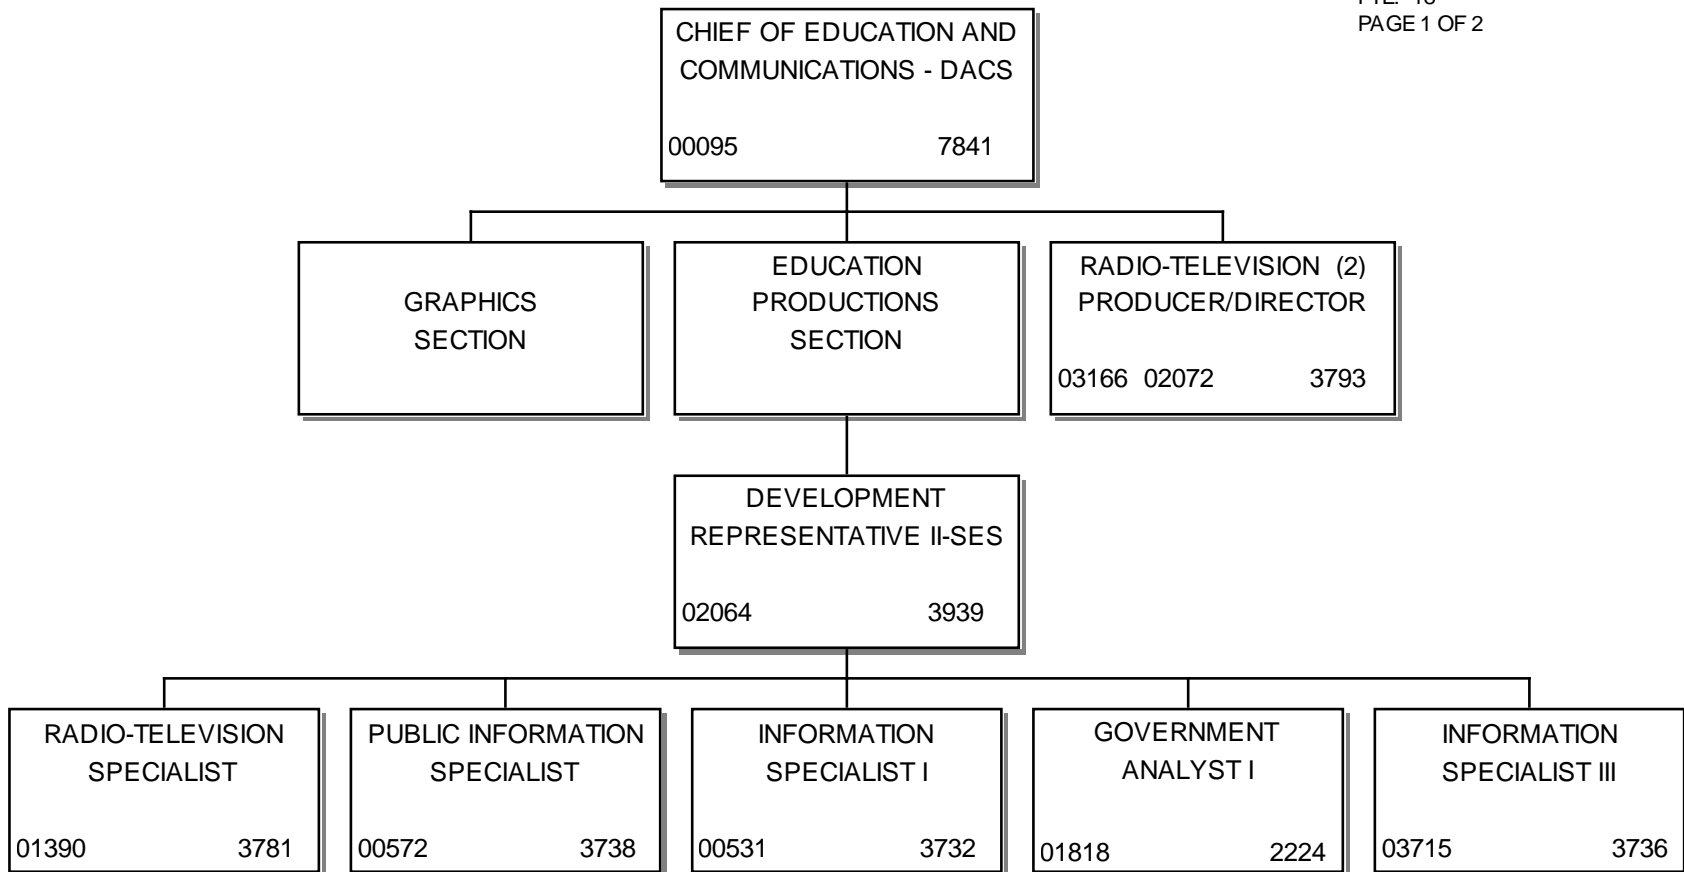 PAGE 1 OF 2
CHIEF OF EDUCATION AND
COMMUNICATIONS - DACS
00095 7841
GRAPHICS
SECTION
EDUCATION
PRODUCTIONS
SECTION
RADIO-TELEVISION (2)
PRODUCER/DIRECTOR
03166 02072 3793
DEVELOPMENT
REPRESENTATIVE II-SES
02064 3939
RADIO-TELEVISION
SPECIALIST
01390 3781
PUBLIC INFORMATION
SPECIALIST
00572 3738
INFORMATION
SPECIALIST I
00531 3732
GOVERNMENT
ANALYST I
01818 2224
INFORMATION
SPECIALIST III
03715 3736